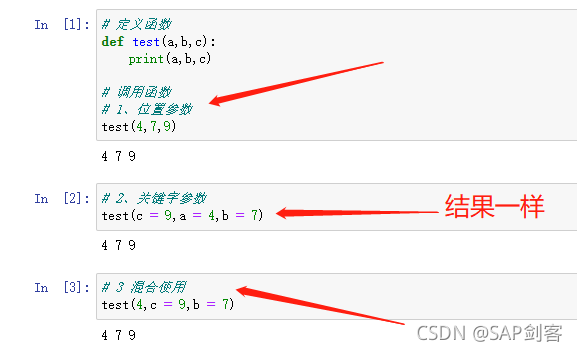 In [1]: # 定义函数
def test(a,b,c):
    print(a,b,c)
# 调用函数
# 1、位置参数
test(4,7,9)
4 7 9
In [2]: # 2、关键字参数
test(c = 9,a = 4,b = 7)
结果一样
4 7 9
In [3]: # 3 混合使用
test(4,c = 9,b = 7)
4 7 9
CSDN @SAP剑客